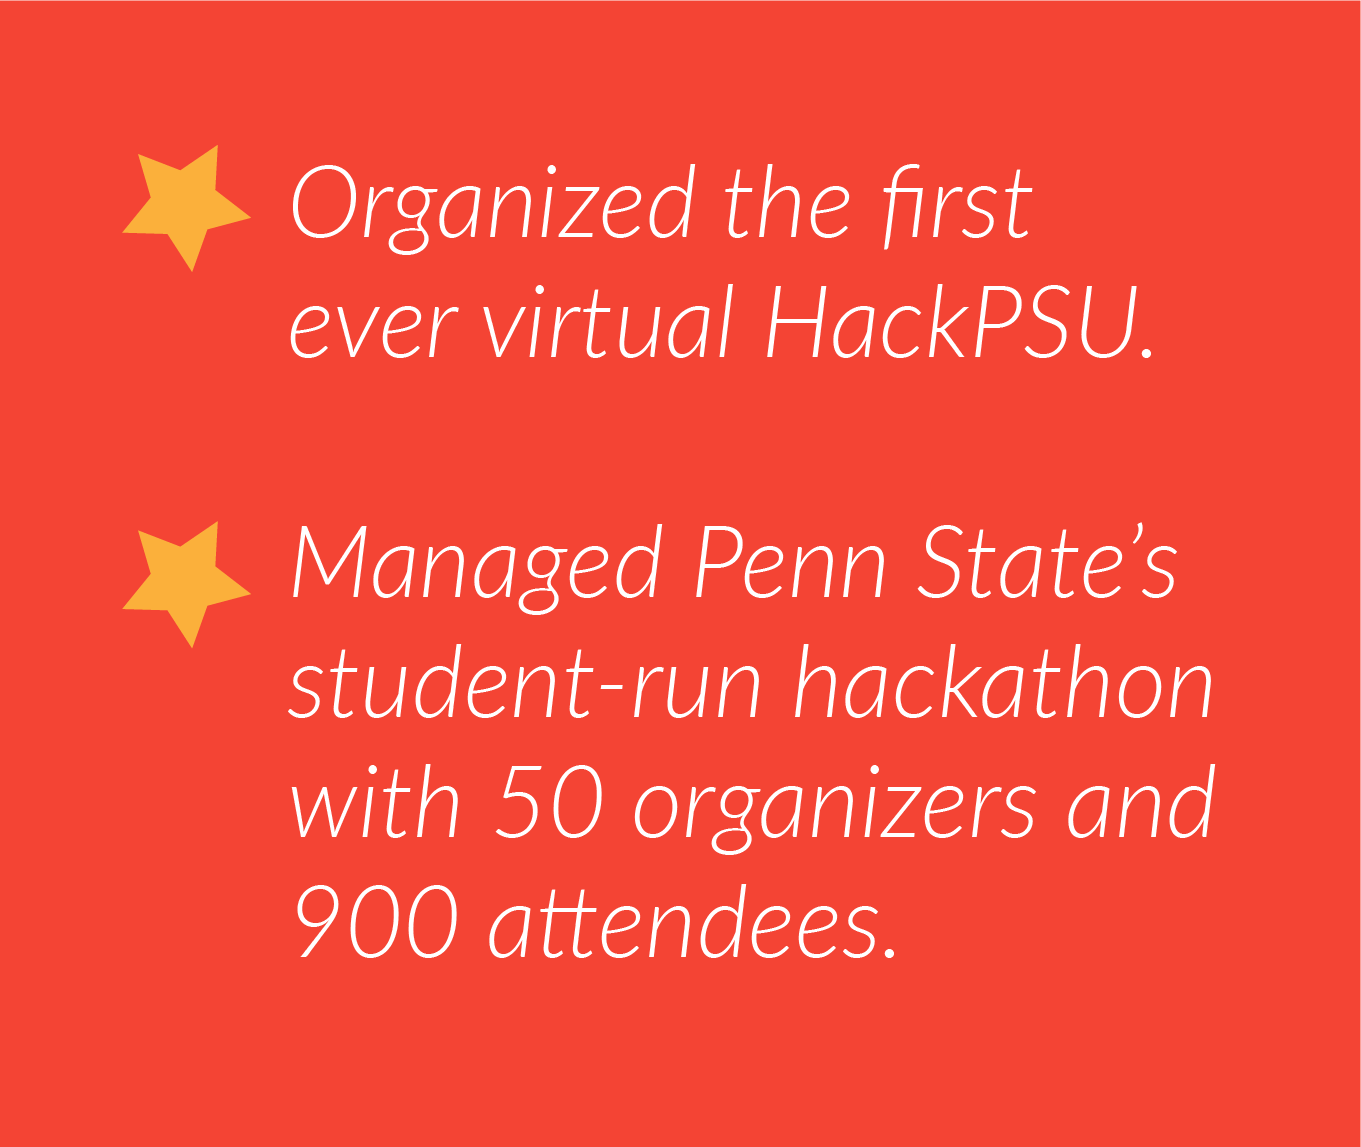 Organized the first
ever virtual HackPSU.
Managed Penn State’s
student-run hackathon
with 50 organizers and
900 attendees.